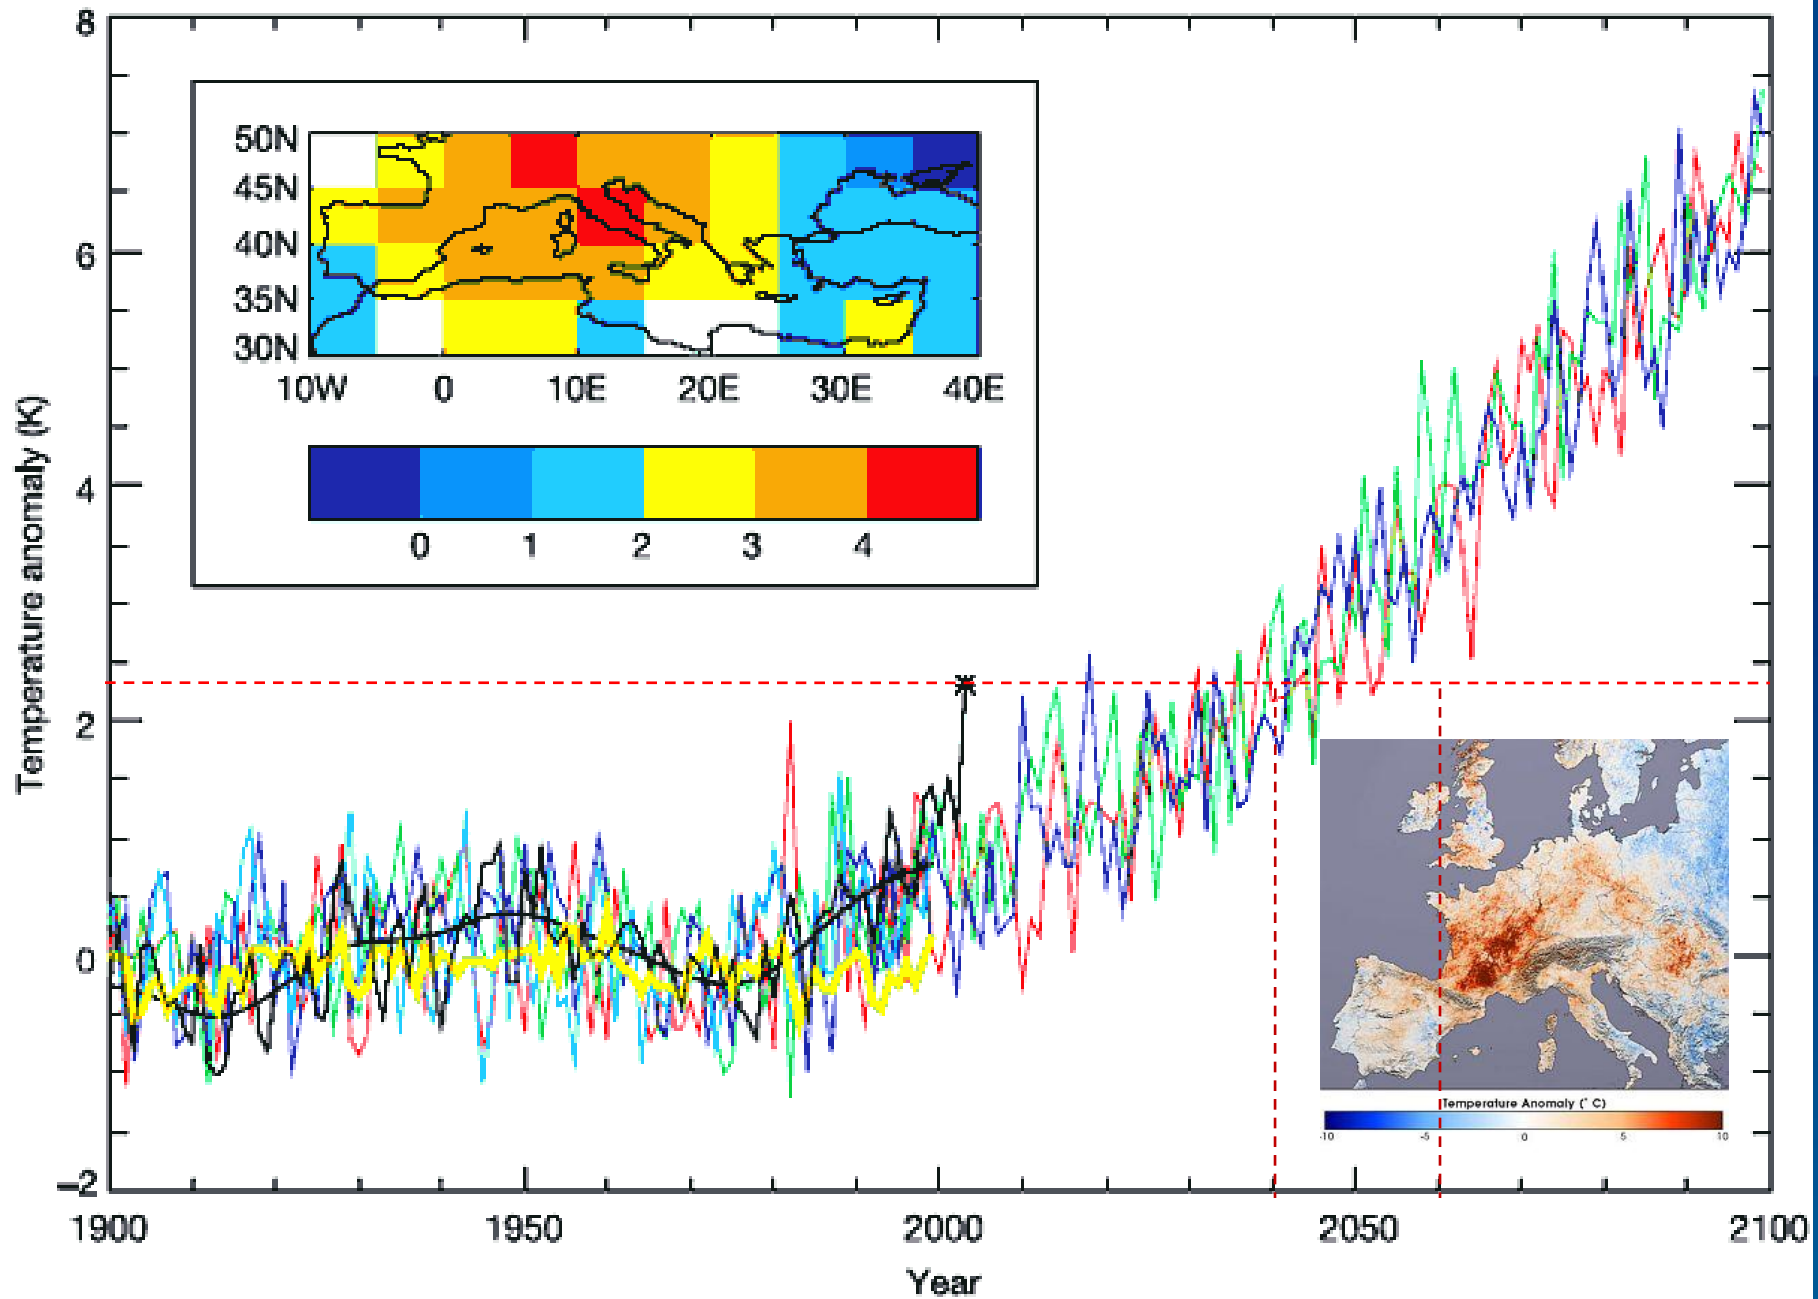 8
6
4
2
0
−2
Temperature anomaly (K)
50N
45N
40N
35N
30N
10W 0 10E 20E 30E 40E
0 1 2 3 4
Temperature Anomaly (° C)
-10 -5 0 5 10
1900 1950 2000 2050 2100
Year